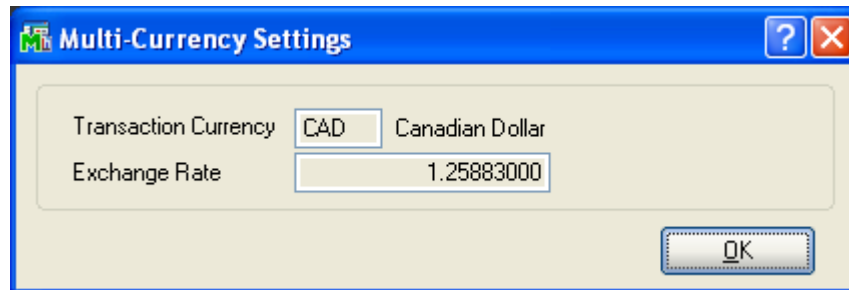 Multi-Currency Settings
Transaction Currency CAD Canadian Dollar
Exchange Rate 1.25883000
OK